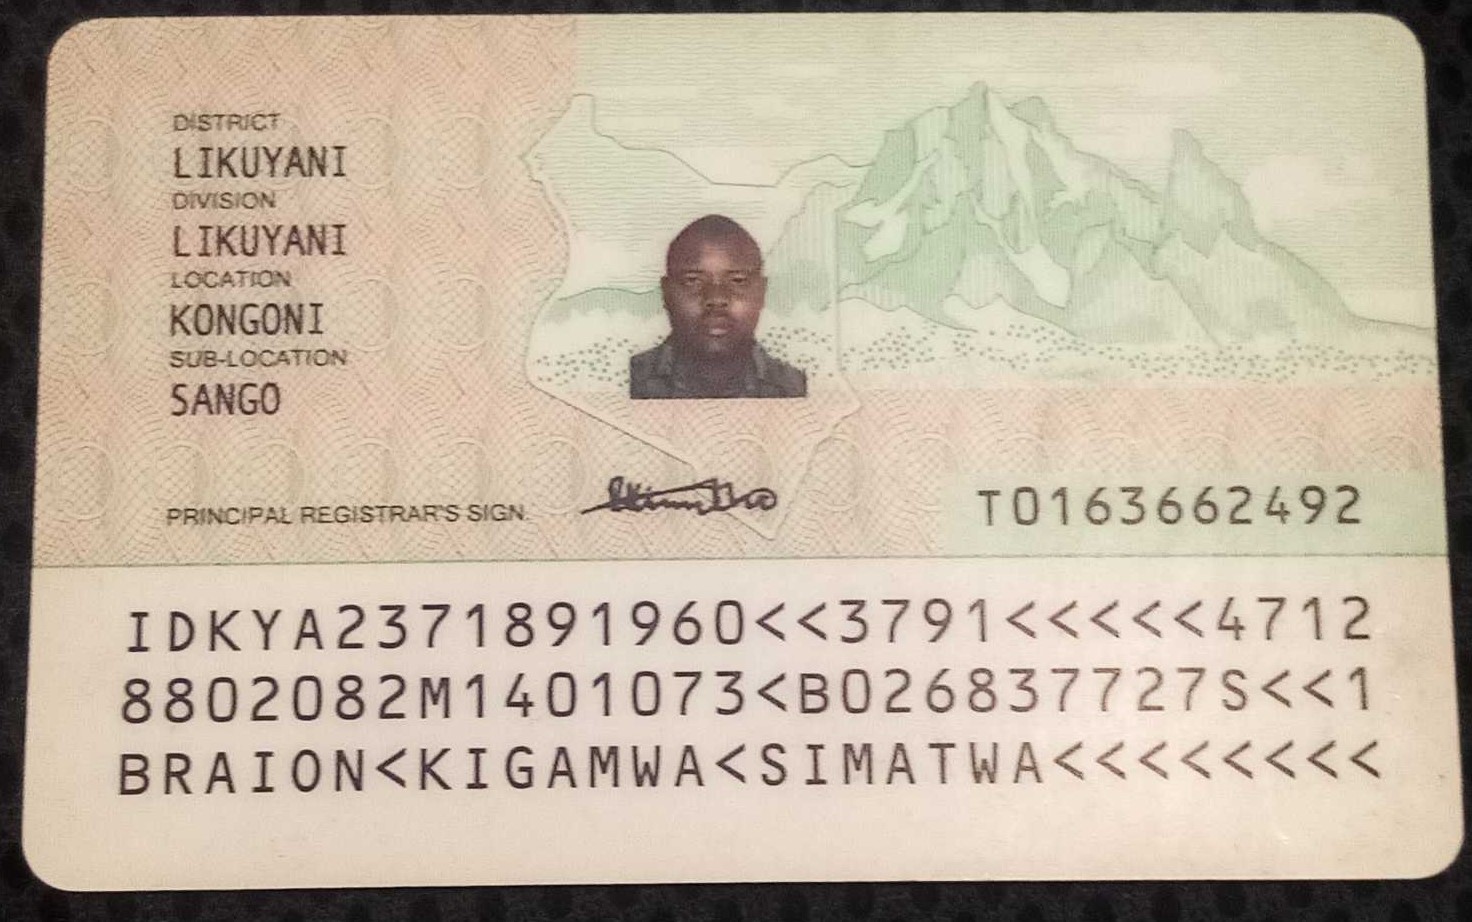 DISTRICT
LIKUYANI
DIVISION
LIKUYANI
LOCATION
KONGONI
SUB-LOCATION
SANGO
PRINCIPAL REGISTRAR'S SIGN.
T0163662492
IDKYA2371891960<<3791<<<<<4712
8802082M1401073<B026837727S<<1
BRAION<KIGAMWA<SIMATWA<<<<<<<<